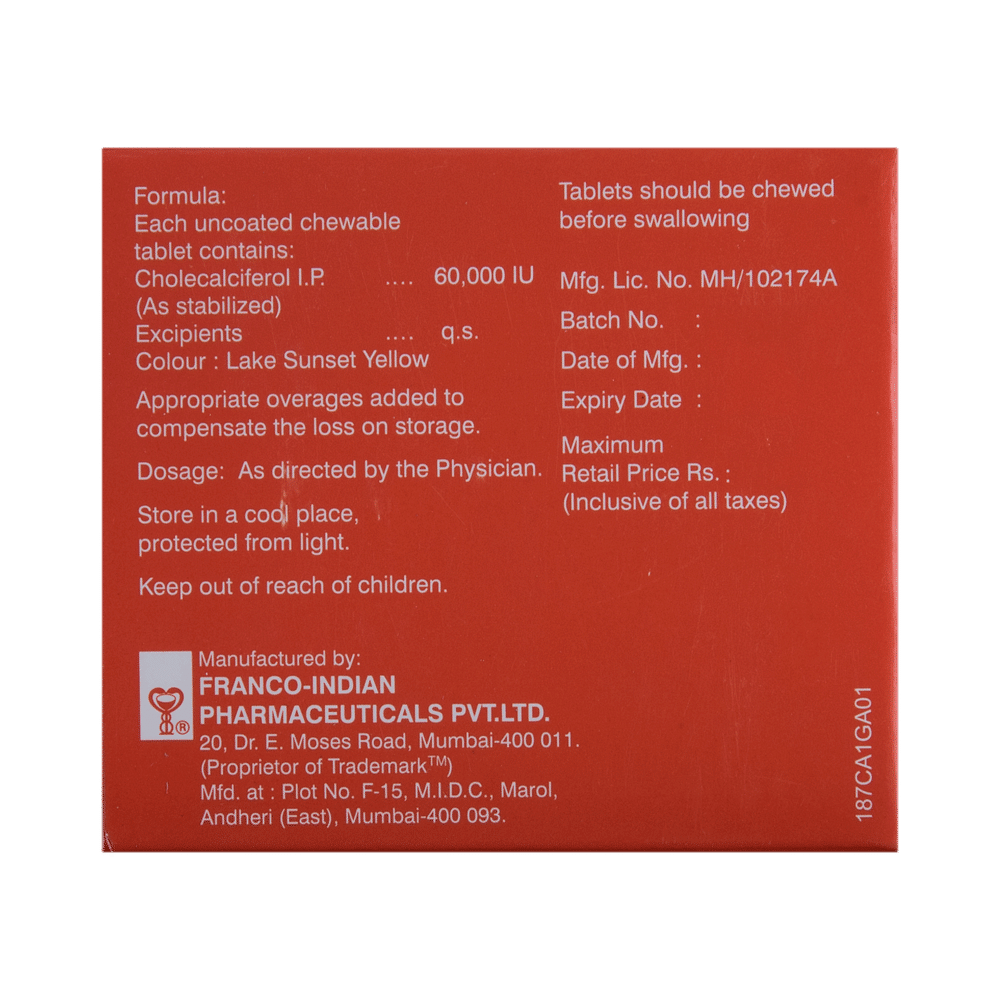 Formula:
Each uncoated chewable
tablet contains:
Cholecalciferol I.P. .... 60,000 IU
(As stabilized)
Excipients .... q.s.
Colour : Lake Sunset Yellow
Appropriate overages added to
compensate the loss on storage.
Dosage: As directed by the Physician.
Store in a cool place,
protected from light.
Keep out of reach of children.
Tablets should be chewed
before swallowing
Mfg. Lic. No. MH/102174A
Batch No. :
Date of Mfg. :
Expiry Date :
Maximum
Retail Price Rs. :
(Inclusive of all taxes)
®
Manufactured by:
FRANCO-INDIAN
PHARMACEUTICALS PVT.LTD.
20, Dr. E. Moses Road, Mumbai-400 011.
(Proprietor of Trademark™)
Mfd. at : Plot No. F-15, M.I.D.C., Marol,
Andheri (East), Mumbai-400 093.
187CA1GA01